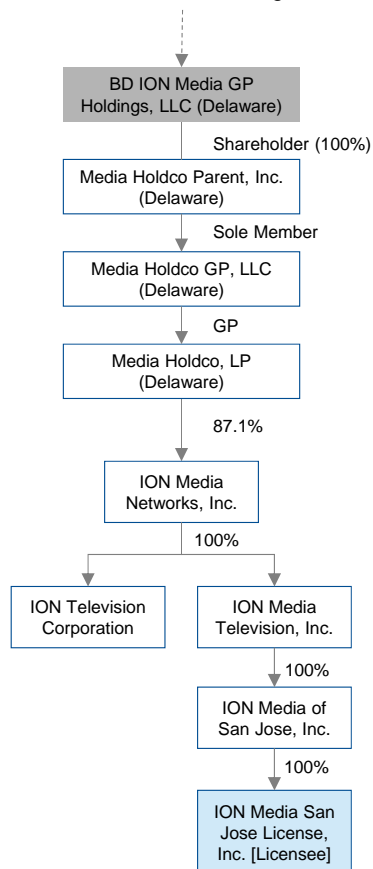 BD ION Media GP
Holdings, LLC (Delaware)
Shareholder (100%)
Media Holdco Parent, Inc.
(Delaware)
Sole Member
Media Holdco GP, LLC
(Delaware)
GP
Media Holdco, LP
(Delaware)
87.1%
ION Media
Networks, Inc.
100%
ION Television
Corporation
ION Media
Television, Inc.
100%
ION Media of
San Jose, Inc.
100%
ION Media San
Jose License,
Inc. [Licensee]